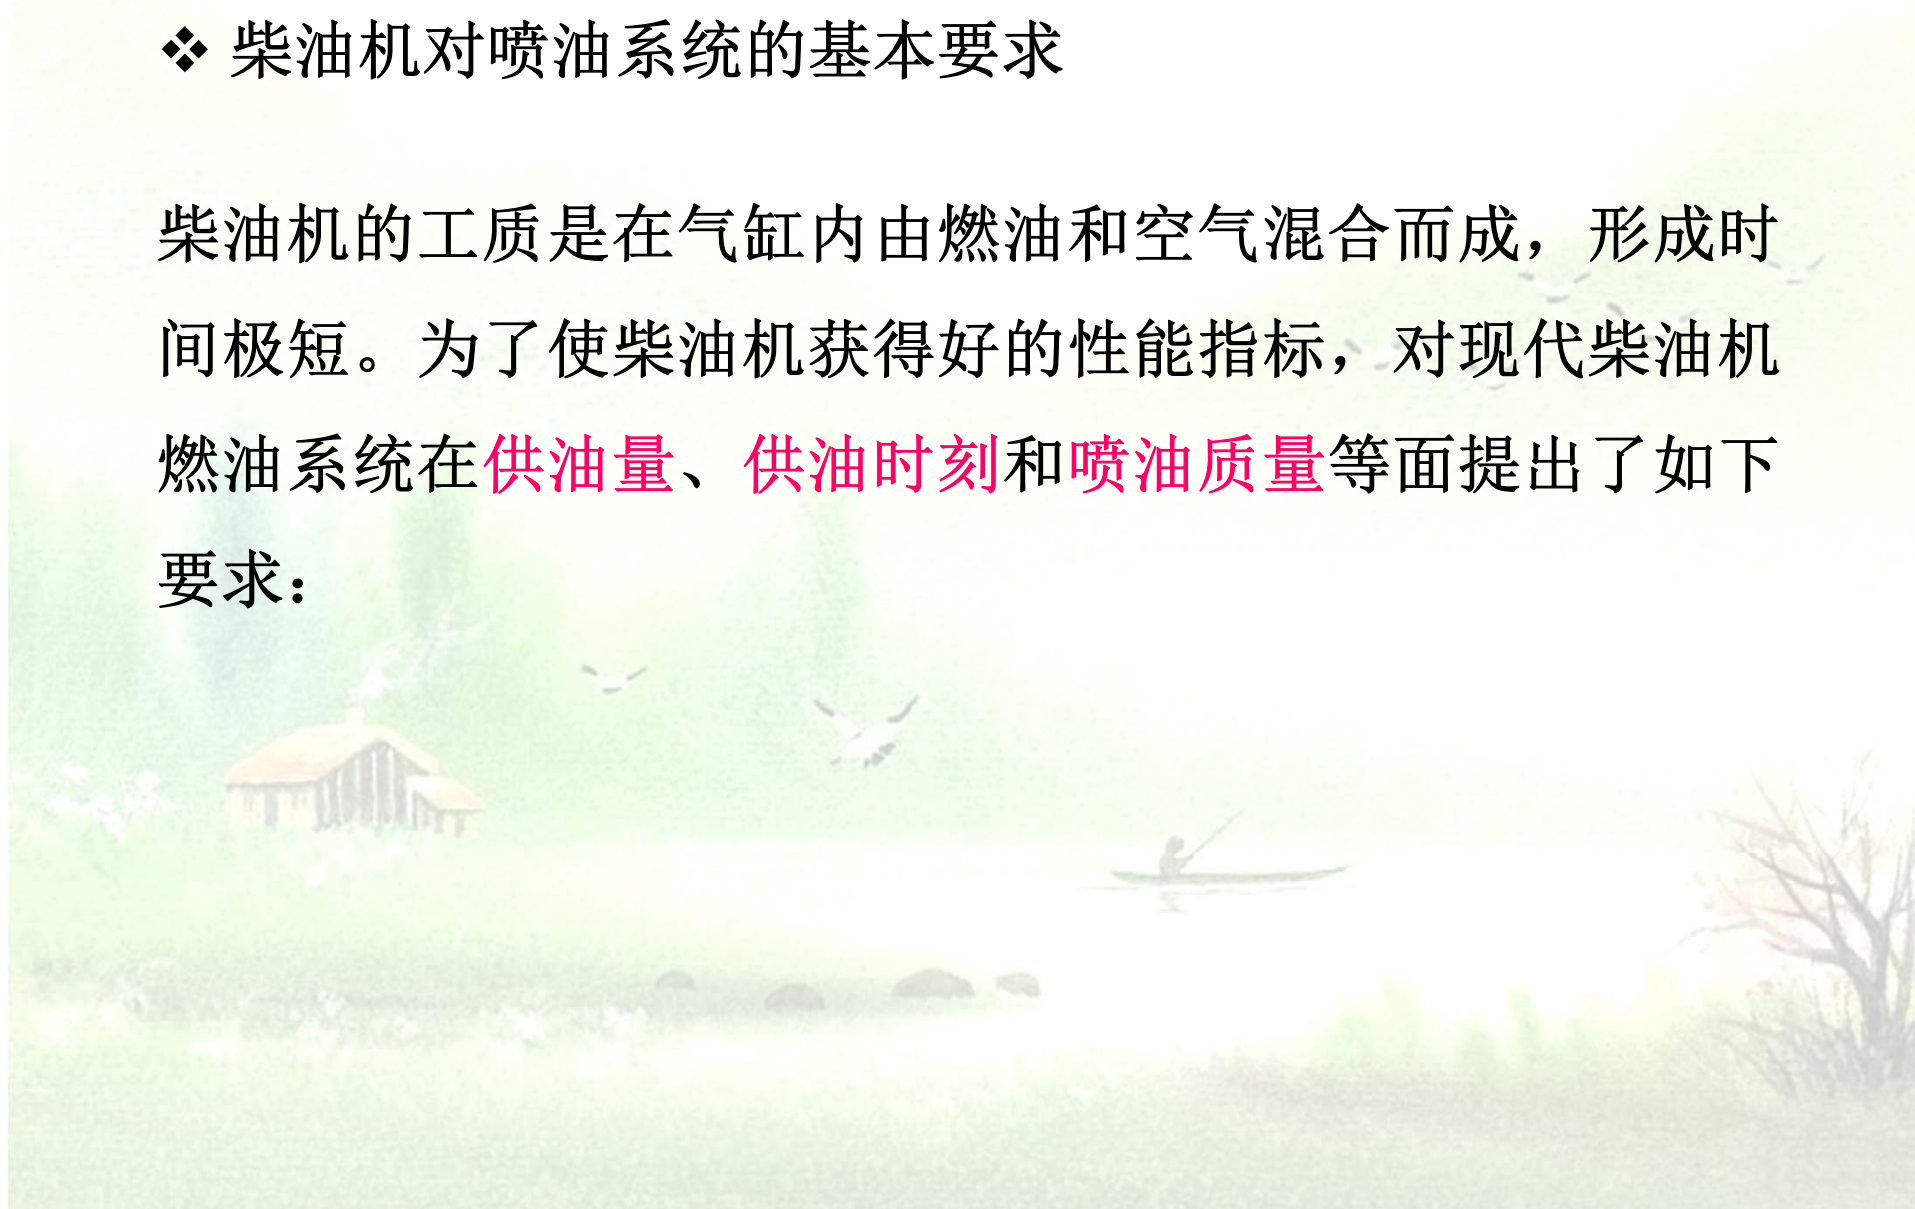 ❖ 柴油机对喷油系统的基本要求
柴油机的工质是在气缸内由燃油和空气混合而成，形成时
间极短。为了使柴油机获得好的性能指标，对现代柴油机
燃油系统在供油量、供油时刻和喷油质量等面提出了如下
要求：